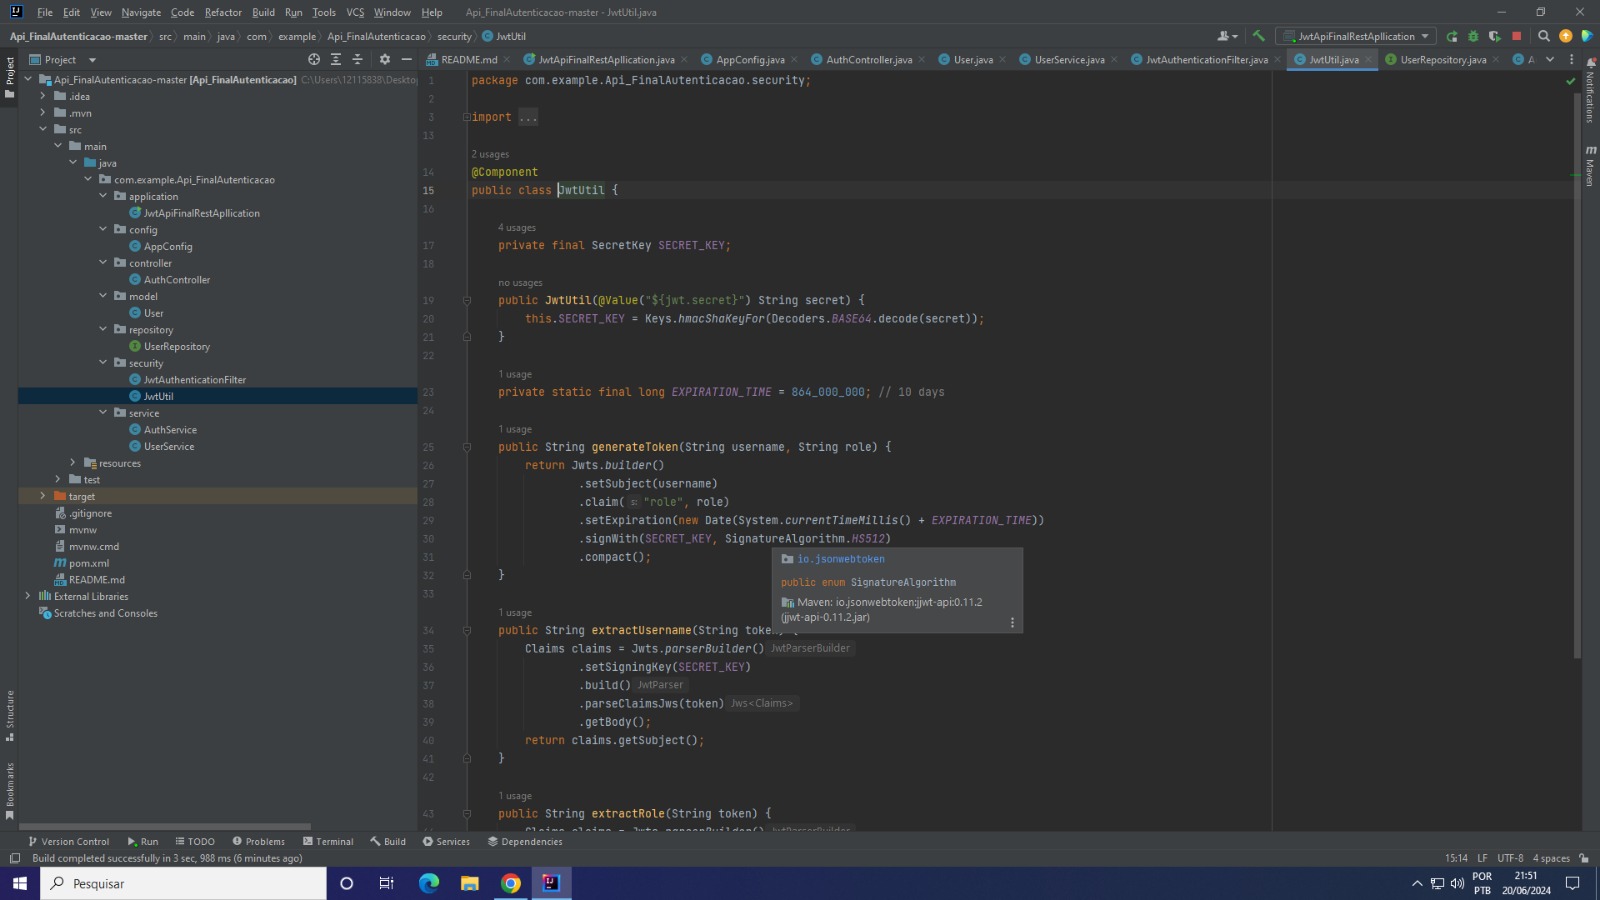 File Edit View Navigate Code Refactor Build Run Tools VCS Window Help Api_FinalAutenticacao-master - JwtUtil.java
Api_FinalAutenticacao-master src main java com example Api_FinalAutenticacao security JwtUtil JwtApiFinalRestApllication
Project
README.md JwtApiFinalRestApllication.java AppConfig.java AuthController.java User.java UserService.java JwtAuthenticationFilter.java JwtUtil.java UserRepository.java A
Project
Notifications
Maven
Structure
Bookmarks
Api_FinalAutenticacao-master [Api_FinalAutenticacao] C:\Users\12115838\Desktop
.idea
.mvn
src
main
java
com.example.Api_FinalAutenticacao
application
JwtApiFinalRestApllication
config
AppConfig
controller
AuthController
model
User
repository
UserRepository
security
JwtAuthenticationFilter
JwtUtil
service
AuthService
UserService
resources
test
target
.gitignore
mvnw
mvnw.cmd
pom.xml
README.md
External Libraries
Scratches and Consoles
1 package com.example.Api_FinalAutenticacao.security;
2
3 import ...
13
2 usages
14 @Component
15 public class JwtUtil {
16
4 usages
17 private final SecretKey SECRET_KEY;
18
no usages
19 public JwtUtil(@Value("${jwt.secret}") String secret) {
20 this.SECRET_KEY = Keys.hmacShaKeyFor(Decoders.BASE64.decode(secret));
21 }
22
1 usage
23 private static final long EXPIRATION_TIME = 864_000_000; // 10 days
24
1 usage
25 public String generateToken(String username, String role) {
26 return Jwts.builder()
27 .setSubject(username)
28 .claim( s: "role", role)
29 .setExpiration(new Date(System.currentTimeMillis() + EXPIRATION_TIME))
30 .signWith(SECRET_KEY, SignatureAlgorithm.HS512)
31 .compact();
32 }
33
io.jsonwebtoken
public enum SignatureAlgorithm
Maven: io.jsonwebtoken:jjwt-api:0.11.2
(jjwt-api-0.11.2.jar)
1 usage
34 public String extractUsername(String token) {
35 Claims claims = Jwts.parserBuilder() JwtParserBuilder
36 .setSigningKey(SECRET_KEY)
37 .build() JwtParser
38 .parseClaimsJws(token) Jws<Claims>
39 .getBody();
40 return claims.getSubject();
41 }
42
1 usage
43 public String extractRole(String token) {
44 Claims claims = Jwts.parserBuilder() JwtParserBuilder
Version Control Run TODO Problems Terminal Build Services Dependencies
Build completed successfully in 3 sec, 988 ms (6 minutes ago) 15:14 LF UTF-8 4 spaces
Pesquisar
POR
PTB
21:51
20/06/2024